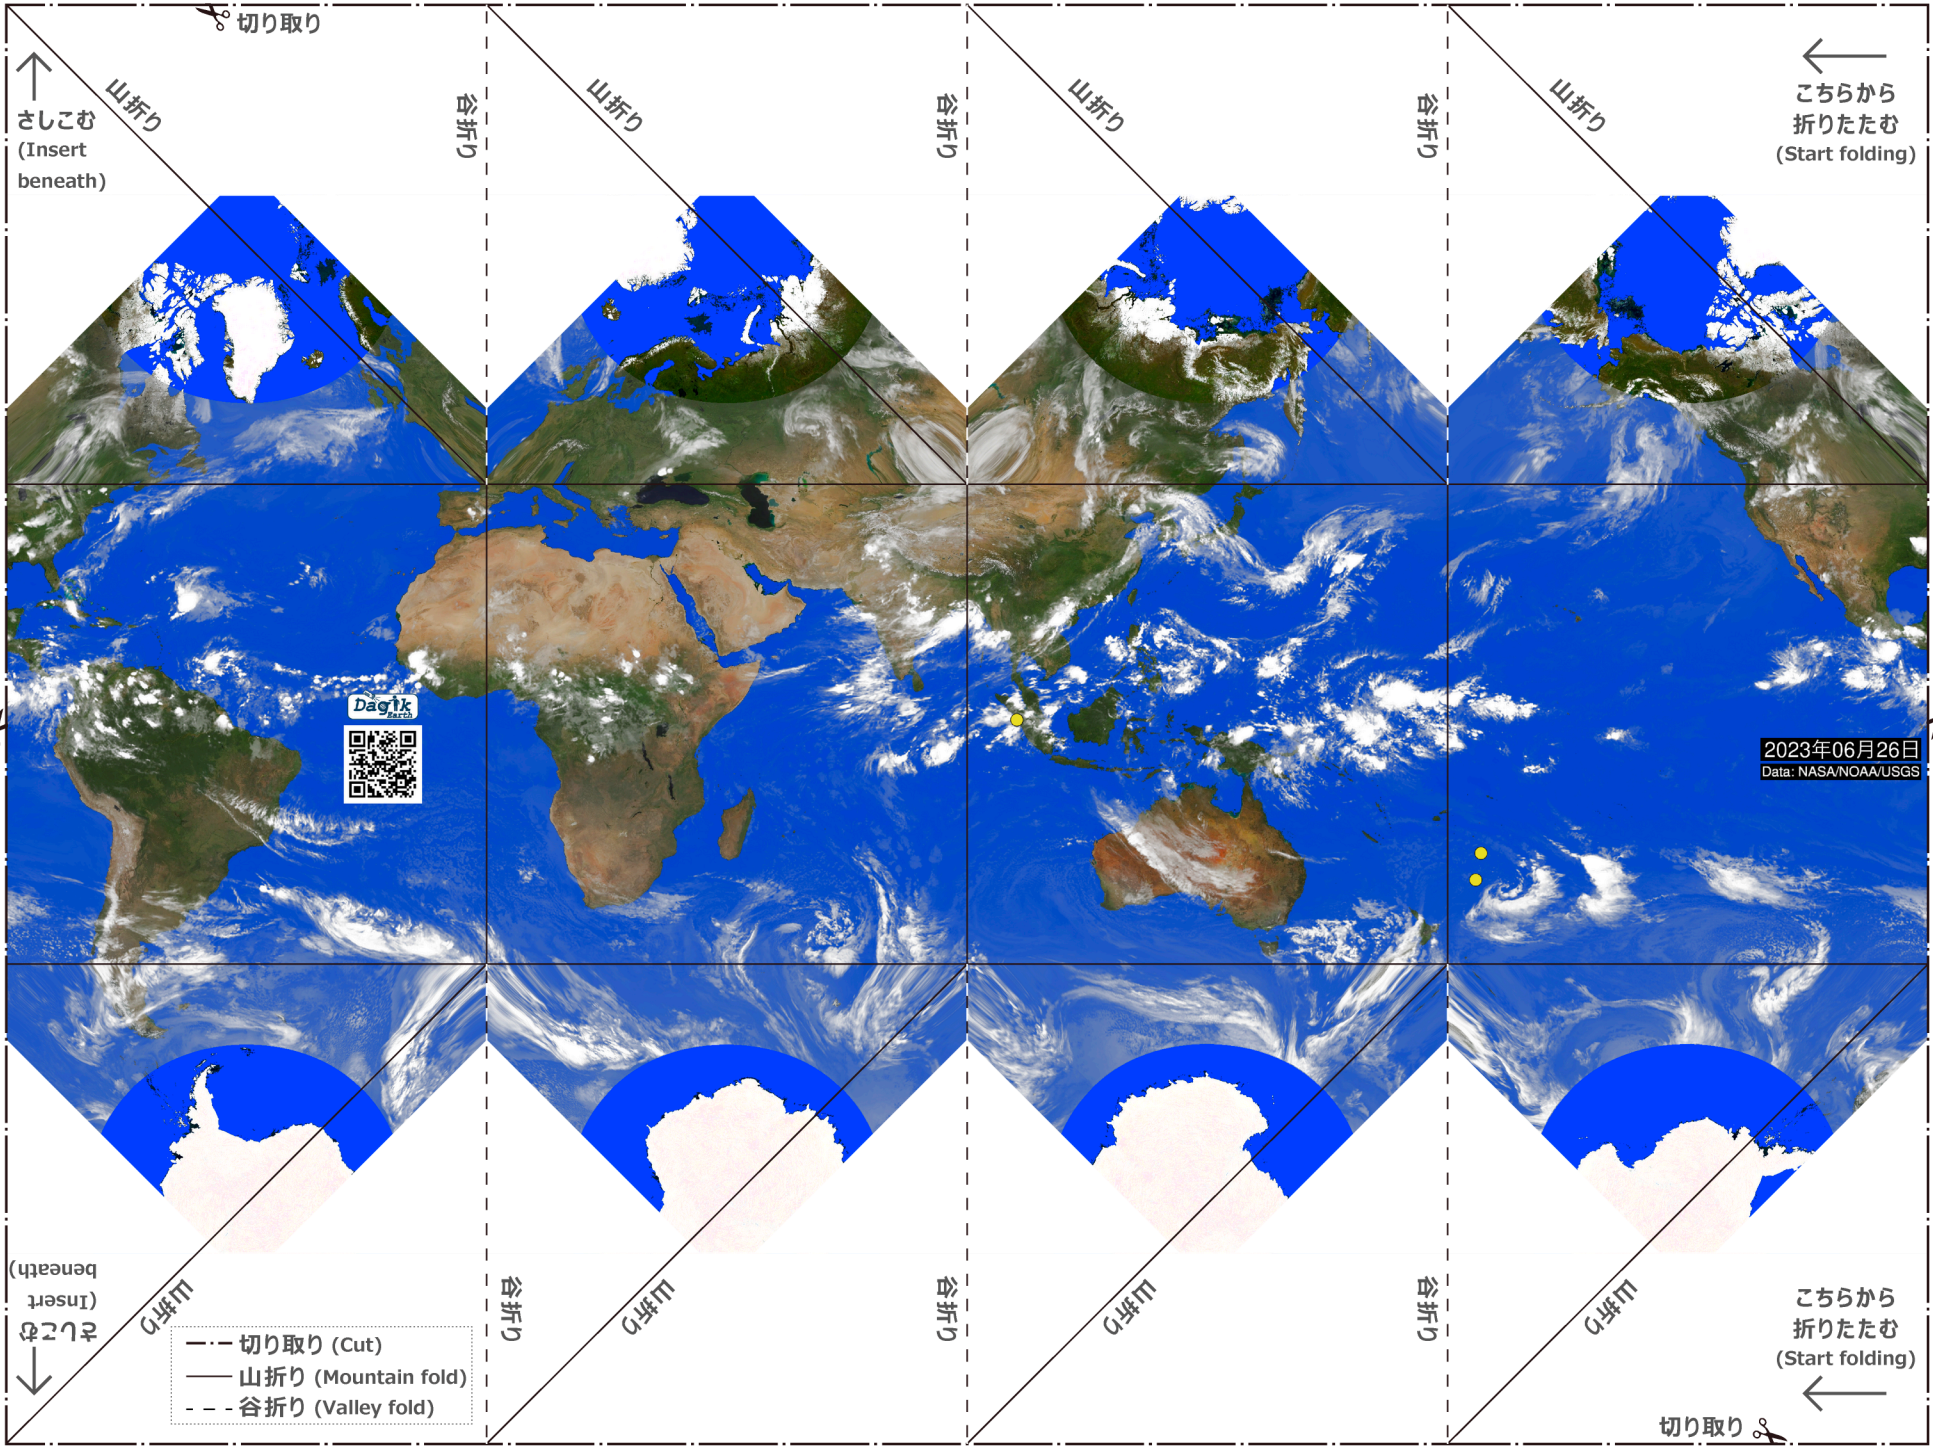 切り取り
山折り
谷折り
山折り
谷折り
山折り
谷折り
山折り
さしこむ
(Insert
beneath)
こちらから
折りたたむ
(Start folding)
Dagik
Earth
2023年06月26日
Data: NASA/NOAA/USGS
さしこむ
(Insert
beneath)
山折り
谷折り
山折り
谷折り
山折り
谷折り
山折り
こちらから
折りたたむ
(Start folding)
切り取り (Cut)
山折り (Mountain fold)
谷折り (Valley fold)
切り取り